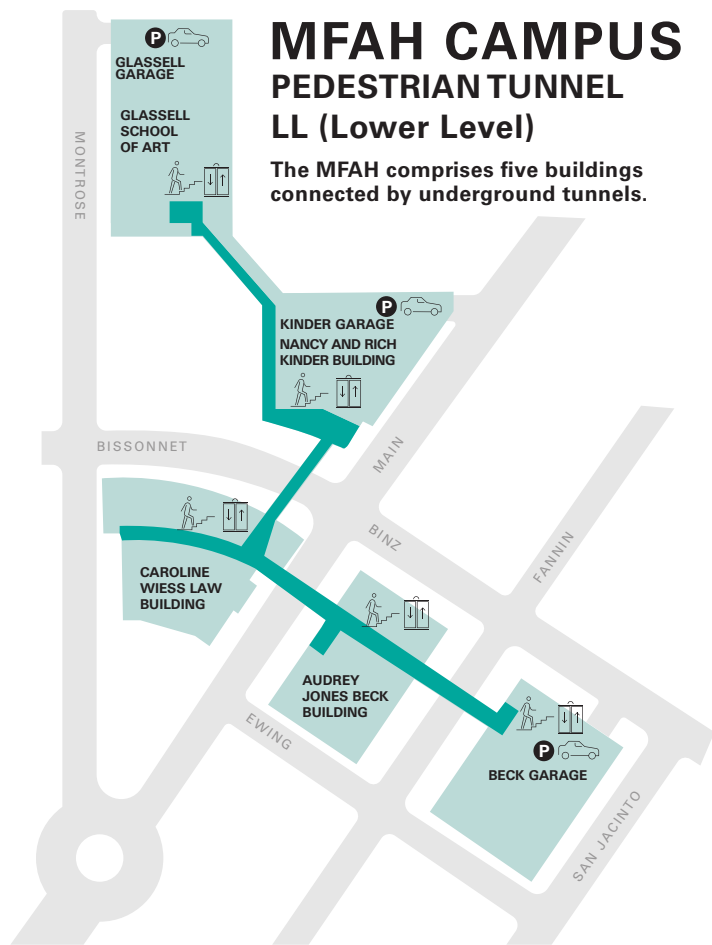 MFAH CAMPUS
PEDESTRIAN TUNNEL
LL (Lower Level)
The MFAH comprises five buildings
connected by underground tunnels.
P
GLASSELL
GARAGE
GLASSELL
SCHOOL
OF ART
MONTROSE
P
KINDER GARAGE
NANCY AND RICH
KINDER BUILDING
BISSONNET
MAIN
BINZ
FANNIN
CAROLINE
WIESS LAW
BUILDING
AUDREY
JONES BECK
BUILDING
EWING
P
BECK GARAGE
SAN JACINTO